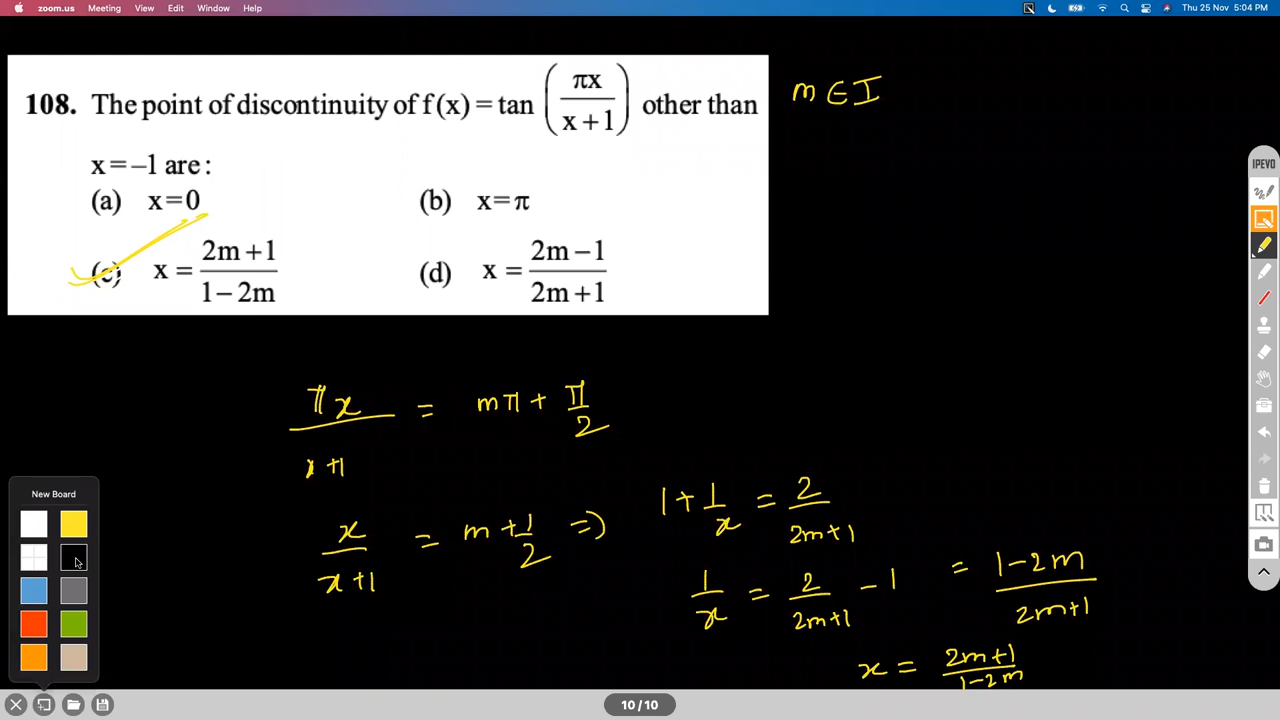 zoom.us Meeting View Edit Window Help Thu 25 Nov 5:04 PM
108. The point of discontinuity of f(x) = tan (πx / x + 1) other than
x = –1 are :
(a) x = 0 (b) x = π
(c) x = 2m + 1 / 1 – 2m (d) x = 2m – 1 / 2m + 1
m ∈ I
πx / x+1 = mπ + π/2
x / x+1 = m + 1/2 =>
1 + 1/x = 2 / 2m+1
1/x = 2 / 2m+1 - 1 = 1-2m / 2m+1
x = 2m+1 / 1-2m
New Board
10 / 10
IPEVO